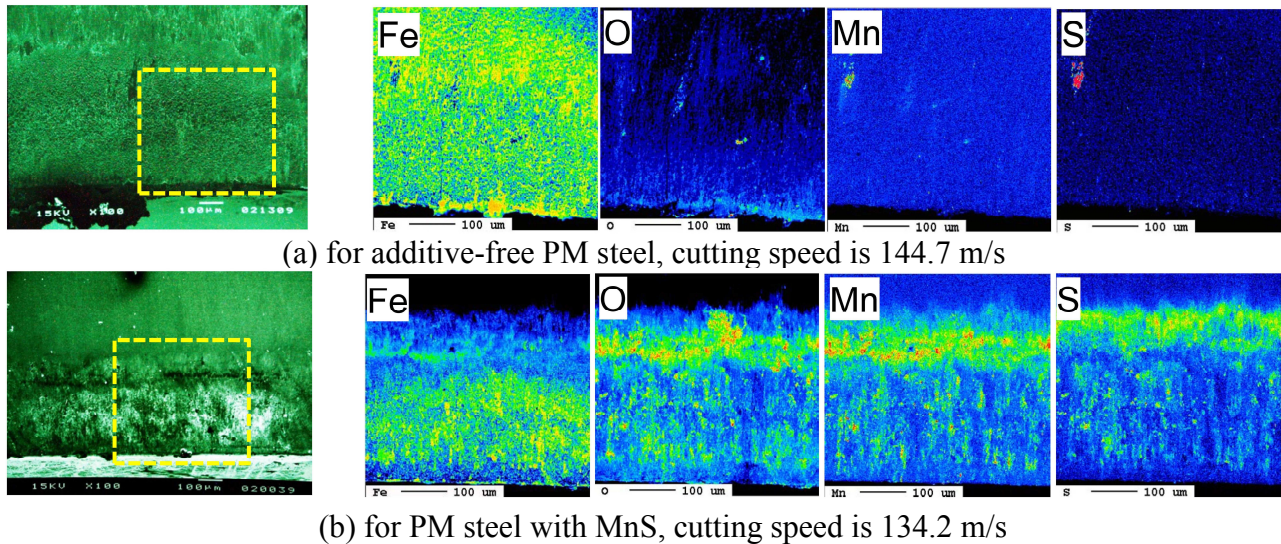 Fe O Mn S
15KV X100 100µm 021309
Fe 100 um O 100 um Mn 100 um S 100 um
(a) for additive-free PM steel, cutting speed is 144.7 m/s
Fe O Mn S
15KV X100 100µm 020039
Fe 100 um O 100 um Mn 100 um S 100 um
(b) for PM steel with MnS, cutting speed is 134.2 m/s